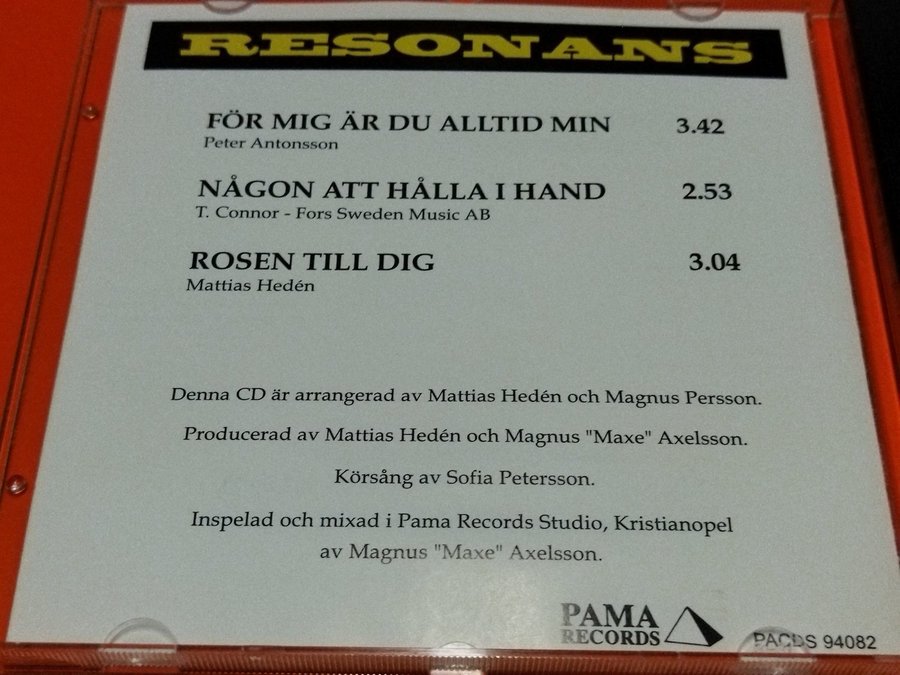 RESONANS
FÖR MIG ÄR DU ALLTID MIN 3.42
Peter Antonsson
NÅGON ATT HÅLLA I HAND 2.53
T. Connor - Fors Sweden Music AB
ROSEN TILL DIG 3.04
Mattias Hedén
Denna CD är arrangerad av Mattias Hedén och Magnus Persson.
Producerad av Mattias Hedén och Magnus "Maxe" Axelsson.
Körsång av Sofia Petersson.
Inspelad och mixad i Pama Records Studio, Kristianopel
av Magnus "Maxe" Axelsson.
PAMA
RECORDS
PACDS 94082